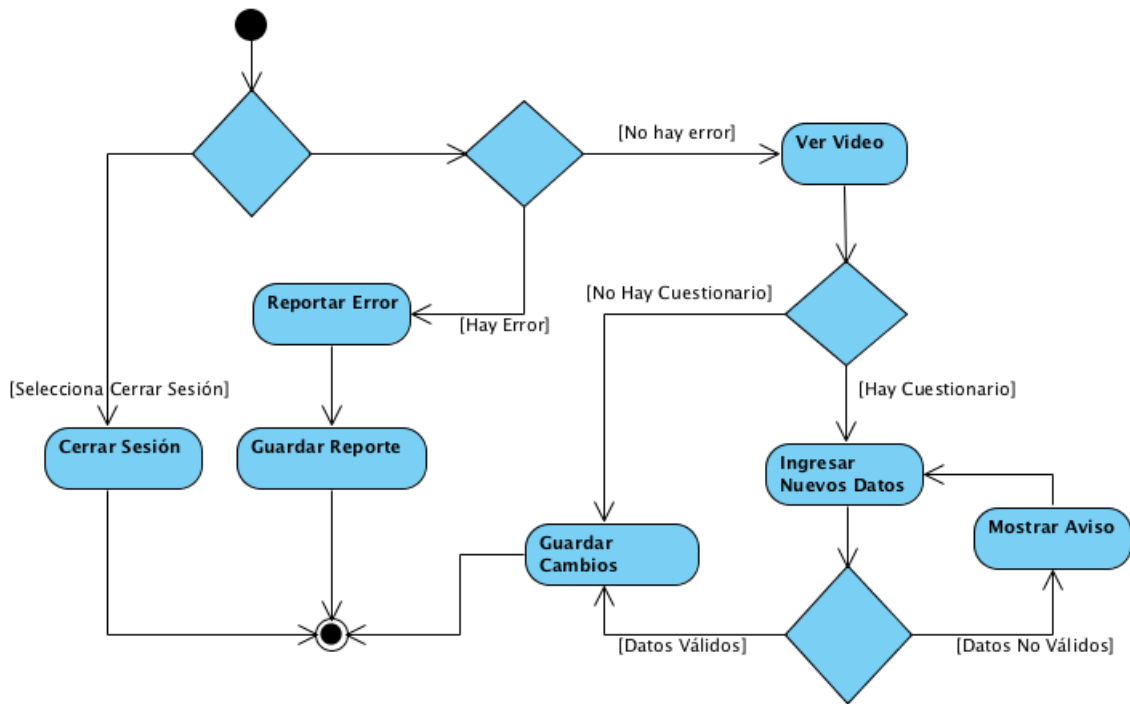 [No hay error]
Ver Video
[No Hay Cuestionario]
Reportar Error
[Hay Error]
[Selecciona Cerrar Sesión]
[Hay Cuestionario]
Cerrar Sesión
Guardar Reporte
Ingresar
Nuevos Datos
Mostrar Aviso
Guardar
Cambios
[Datos Válidos]
[Datos No Válidos]